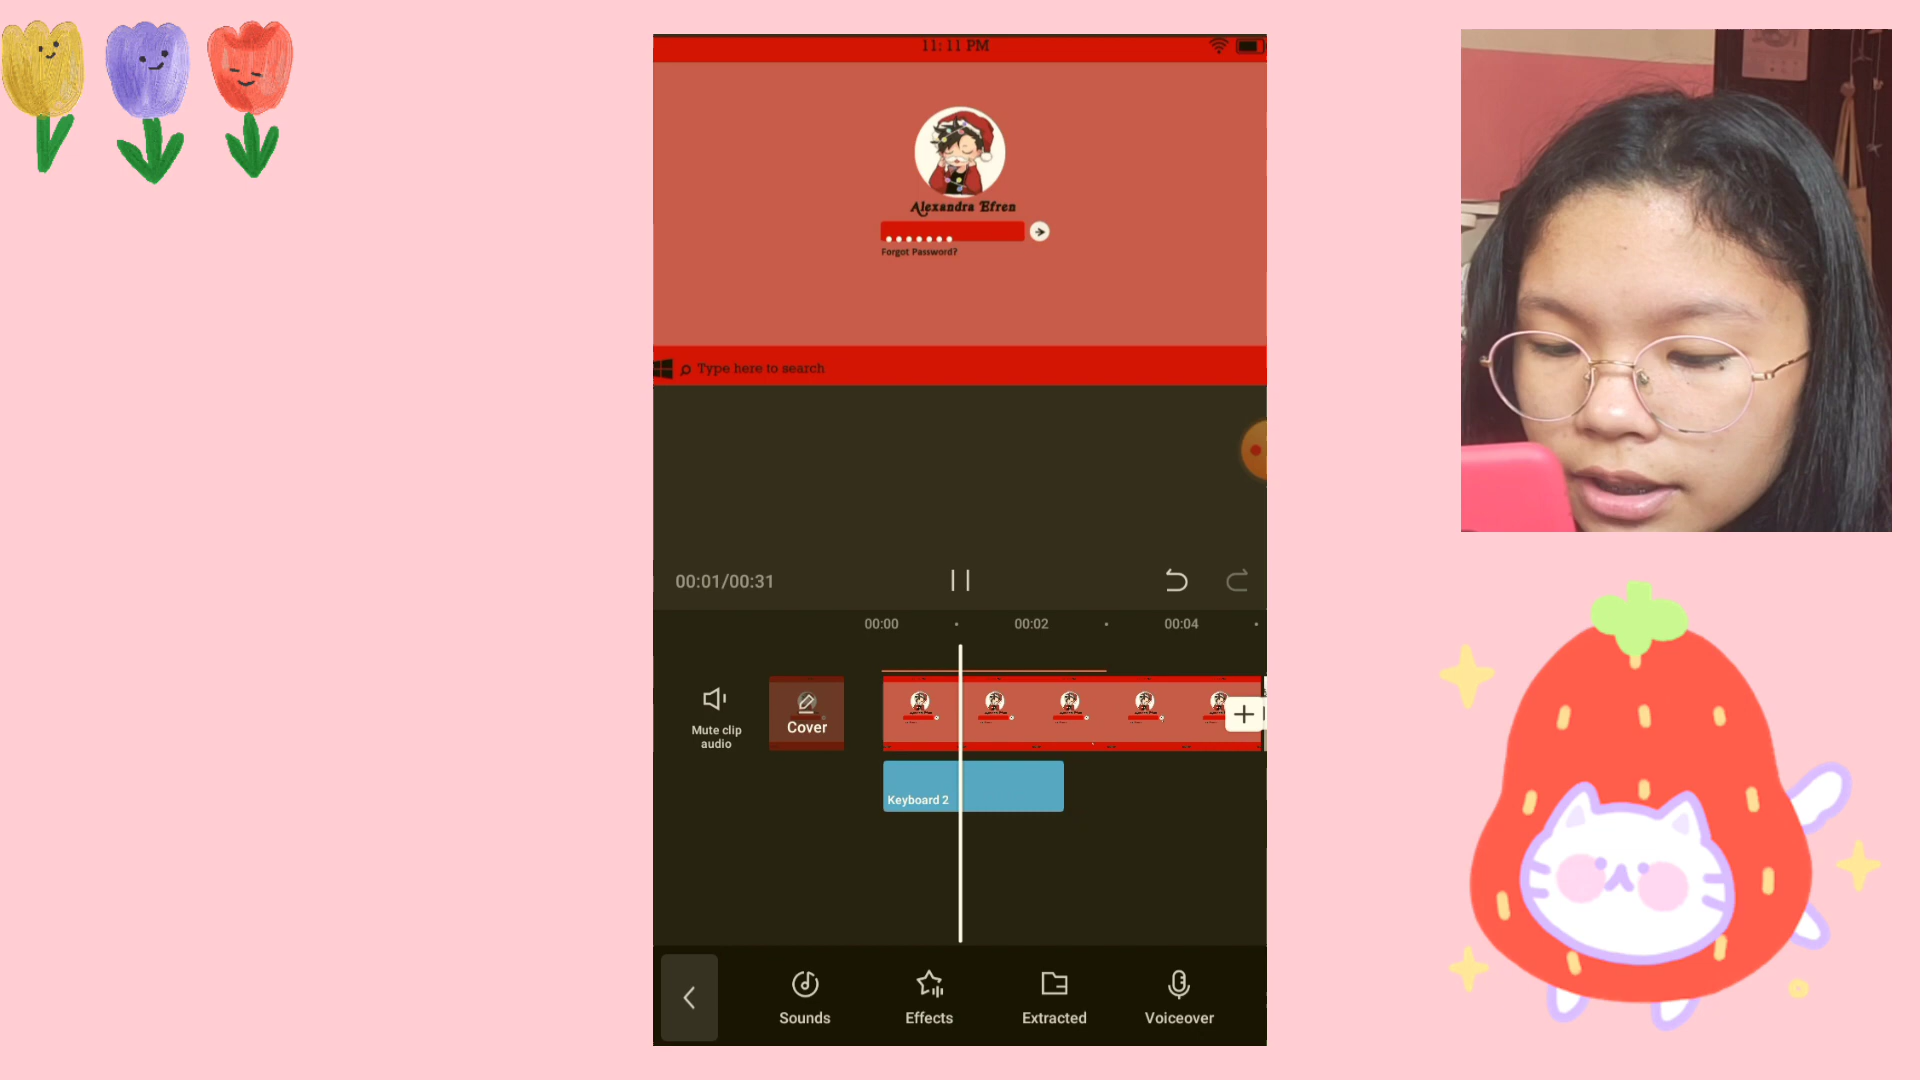 11:11 PM
Alexandra Efren
Forgot Password?
Type here to search
00:01/00:31
00:00
00:02
00:04
Mute clip
audio
Cover
Keyboard 2
Sounds
Effects
Extracted
Voiceover